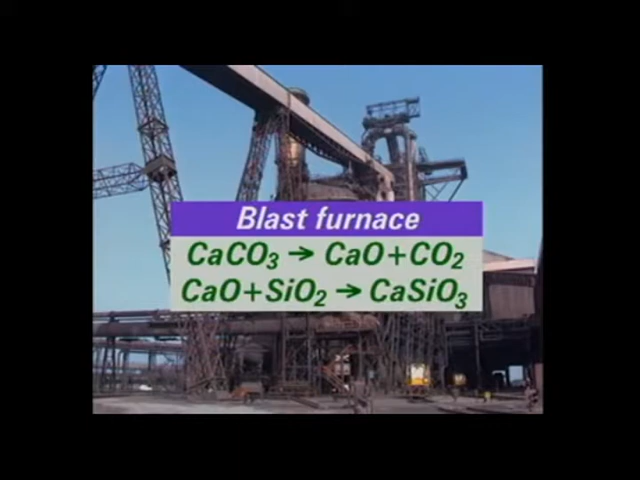 Blast furnace
CaCO₃ → CaO+CO₂
CaO+SiO₂ → CaSiO₃